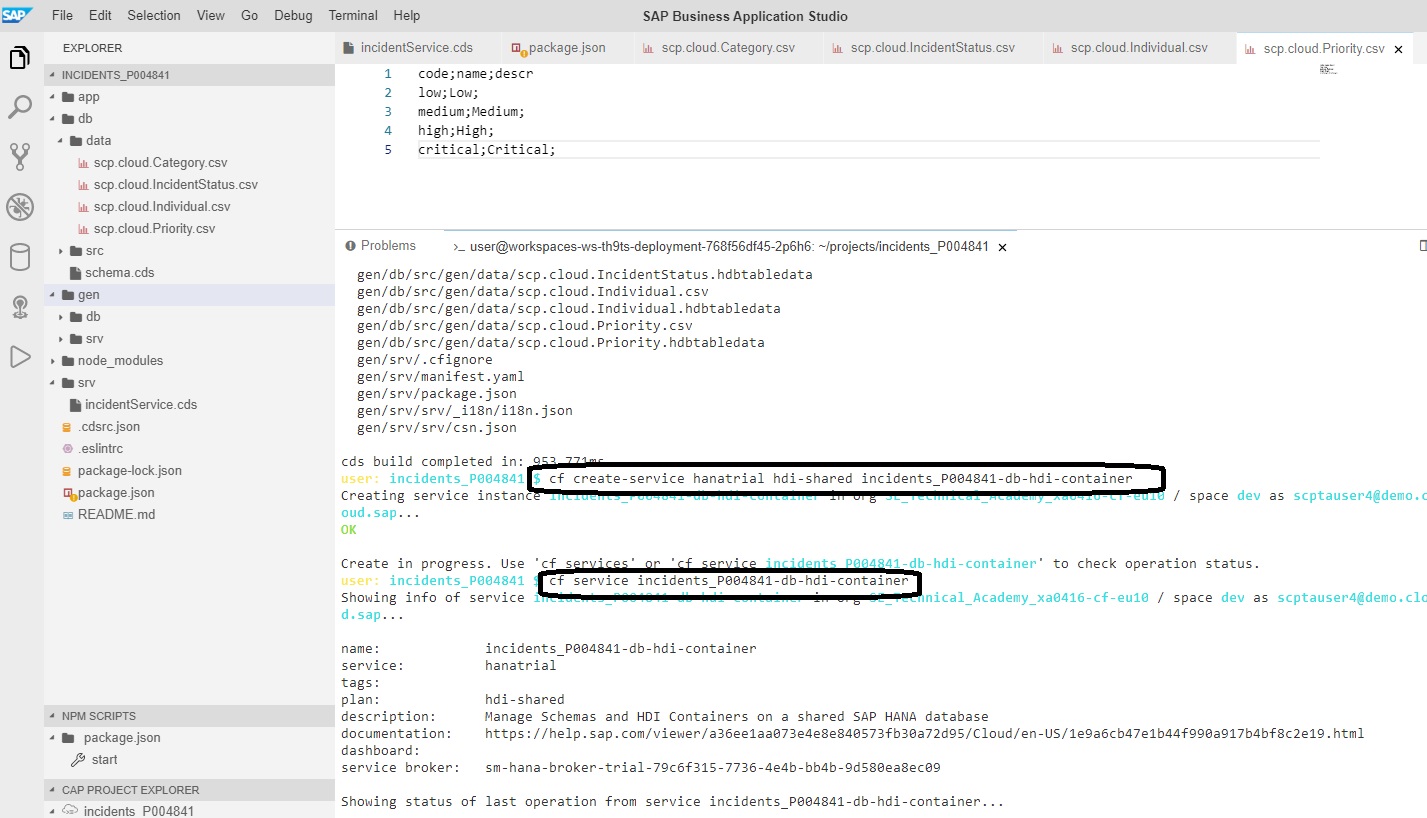 SAP File Edit Selection View Go Debug Terminal Help SAP Business Application Studio
EXPLORER
INCIDENTS_P004841
app
db
data
scp.cloud.Category.csv
scp.cloud.IncidentStatus.csv
scp.cloud.Individual.csv
scp.cloud.Priority.csv
src
schema.cds
gen
db
srv
node_modules
srv
incidentService.cds
.cdsrc.json
.eslintrc
package-lock.json
package.json
README.md
NPM SCRIPTS
package.json
start
CAP PROJECT EXPLORER
incidents_P004841
incidentService.cds package.json scp.cloud.Category.csv scp.cloud.IncidentStatus.csv scp.cloud.Individual.csv scp.cloud.Priority.csv ×
1 code;name;descr
2 low;Low;
3 medium;Medium;
4 high;High;
5 critical;Critical;
Problems >_ user@workspaces-ws-th9ts-deployment-768f56df45-2p6h6: ~/projects/incidents_P004841 ×
gen/db/src/gen/data/scp.cloud.IncidentStatus.hdbtabledata
gen/db/src/gen/data/scp.cloud.Individual.csv
gen/db/src/gen/data/scp.cloud.Individual.hdbtabledata
gen/db/src/gen/data/scp.cloud.Priority.csv
gen/db/src/gen/data/scp.cloud.Priority.hdbtabledata
gen/srv/.cfignore
gen/srv/manifest.yaml
gen/srv/package.json
gen/srv/srv/_i18n/i18n.json
gen/srv/srv/csn.json
cds build completed in: 953.771ms
user: incidents_P004841 $ cf create-service hanatrial hdi-shared incidents_P004841-db-hdi-container
Creating service instance incidents_P004841-db-hdi-container in org SE_Technical_Academy_xa0416-cf-eu10 / space dev as scptauser4@demo.cl
oud.sap...
OK
Create in progress. Use 'cf services' or 'cf service incidents_P004841-db-hdi-container' to check operation status.
user: incidents_P004841 $ cf service incidents_P004841-db-hdi-container
Showing info of service incidents_P004841-db-hdi-container in org SE_Technical_Academy_xa0416-cf-eu10 / space dev as scptauser4@demo.clou
d.sap...
name: incidents_P004841-db-hdi-container
service: hanatrial
tags:
plan: hdi-shared
description: Manage Schemas and HDI Containers on a shared SAP HANA database
documentation: https://help.sap.com/viewer/a36ee1aa073e4e8e840573fb30a72d95/Cloud/en-US/1e9a6cb47e1b44f990a917b4bf8c2e19.html
dashboard:
service broker: sm-hana-broker-trial-79c6f315-7736-4e4b-bb4b-9d580ea8ec09
Showing status of last operation from service incidents_P004841-db-hdi-container...